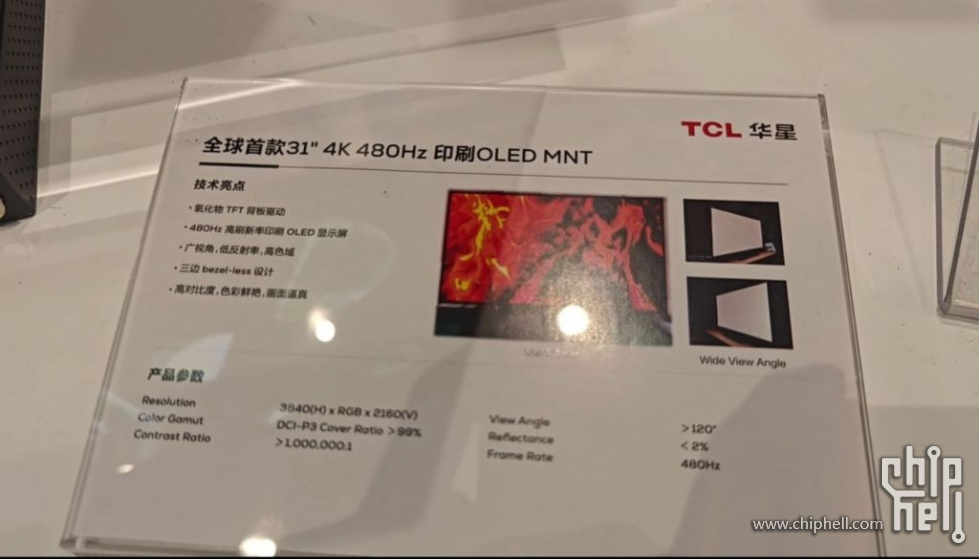 TCL 华星
全球首款31" 4K 480Hz 印刷OLED MNT
技术亮点
· 氧化物 TFT 背板驱动
· 480Hz 高刷新率印刷 OLED 显示屏
· 广视角,低反射率,高色域
· 三边 bezel-less 设计
· 高对比度,色彩鲜艳,画面逼真
Wide View Angle
产品参数
Resolution 3840(H) x RGB x 2160(V)
Color Gamut DCI-P3 Cover Ratio >99%
Contrast Ratio >1,000,000:1
View Angle >120°
Reflectance < 2%
Frame Rate 480Hz
chip hell
www.chiphell.com